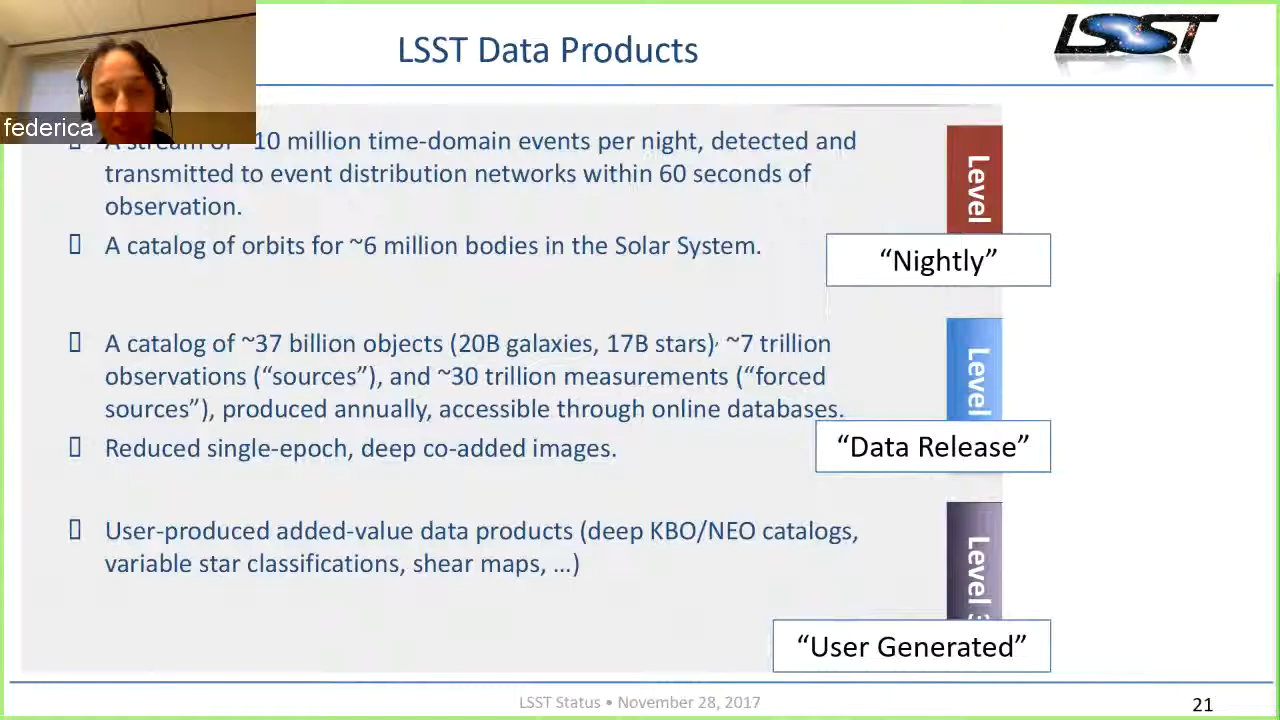 LSST Data Products
LSST
federica
A stream of ~10 million time-domain events per night, detected and
transmitted to event distribution networks within 60 seconds of
observation.
A catalog of orbits for ~6 million bodies in the Solar System.
Level
“Nightly”
A catalog of ~37 billion objects (20B galaxies, 17B stars), ~7 trillion
observations (“sources”), and ~30 trillion measurements (“forced
sources”), produced annually, accessible through online databases.
Reduced single-epoch, deep co-added images.
Level
“Data Release”
User-produced added-value data products (deep KBO/NEO catalogs,
variable star classifications, shear maps, …)
Level 3
“User Generated”
LSST Status • November 28, 2017
21